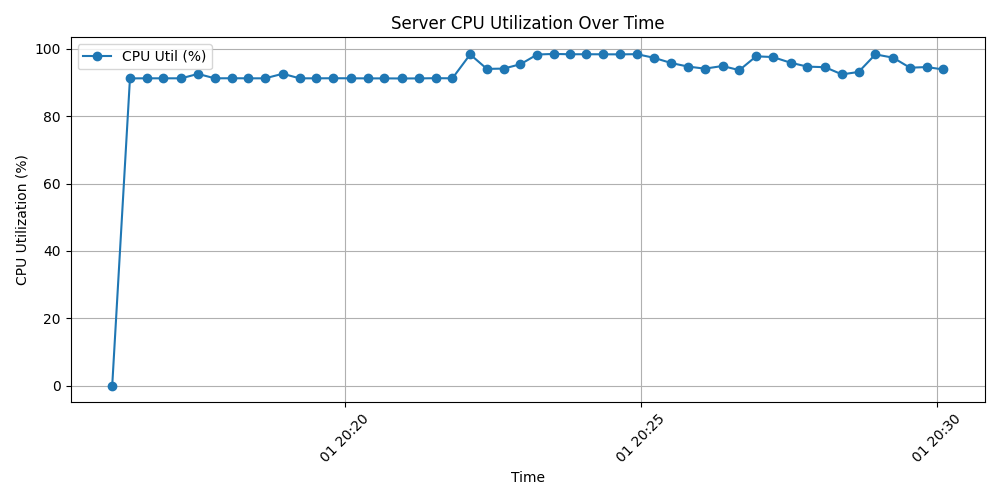 Server CPU Utilization Over Time
CPU Util (%)
100
80
60
40
20
0
CPU Utilization (%)
01 20:20
01 20:25
01 20:30
Time